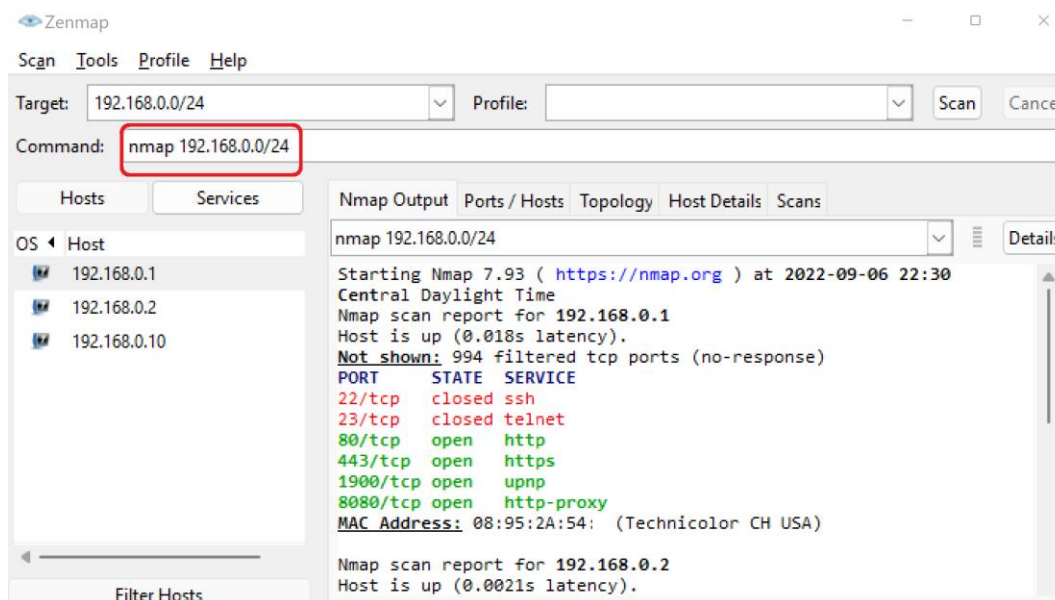 Zenmap
Scan Tools Profile Help
Target: 192.168.0.0/24 Profile: Scan Cance
Command: nmap 192.168.0.0/24
Hosts Services
Nmap Output Ports / Hosts Topology Host Details Scans
OS Host
nmap 192.168.0.0/24 Details
192.168.0.1
192.168.0.2
192.168.0.10
Starting Nmap 7.93 ( https://nmap.org ) at 2022-09-06 22:30
Central Daylight Time
Nmap scan report for 192.168.0.1
Host is up (0.018s latency).
Not shown: 994 filtered tcp ports (no-response)
PORT STATE SERVICE
22/tcp closed ssh
23/tcp closed telnet
80/tcp open http
443/tcp open https
1900/tcp open upnp
8080/tcp open http-proxy
MAC Address: 08:95:2A:54: (Technicolor CH USA)
Nmap scan report for 192.168.0.2
Host is up (0.0021s latency).
Filter Hosts